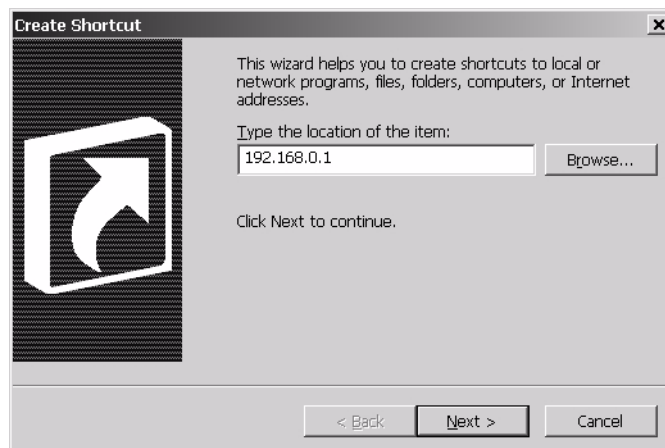 Create Shortcut
This wizard helps you to create shortcuts to local or
network programs, files, folders, computers, or Internet
addresses.
Type the location of the item:
192.168.0.1
Browse...
Click Next to continue.
< Back
Next >
Cancel